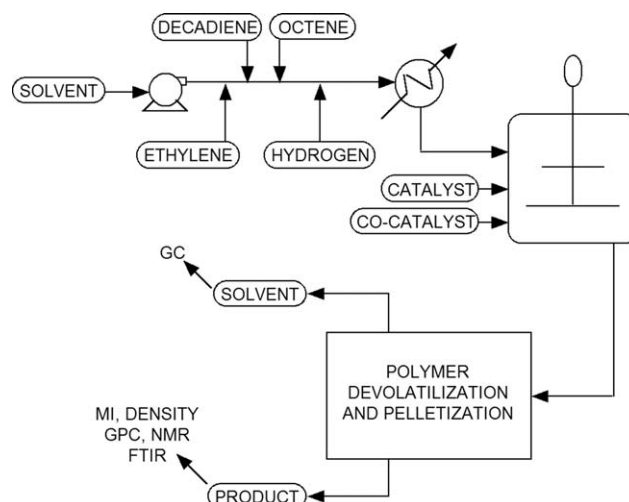 DECADIENE
OCTENE
SOLVENT
ETHYLENE
HYDROGEN
CATALYST
CO-CATALYST
GC
SOLVENT
POLYMER
DEVOLATILIZATION
AND PELLETIZATION
MI, DENSITY
GPC, NMR
FTIR
PRODUCT